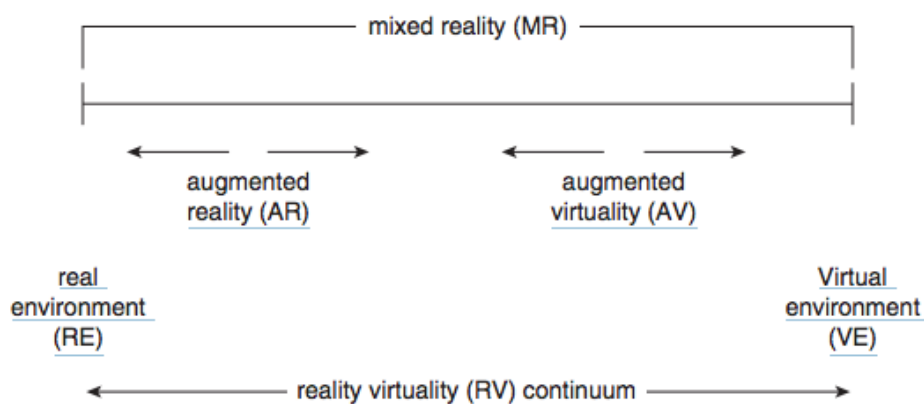 mixed reality (MR)
augmented
reality (AR)
augmented
virtuality (AV)
real
environment
(RE)
Virtual
environment
(VE)
reality virtuality (RV) continuum